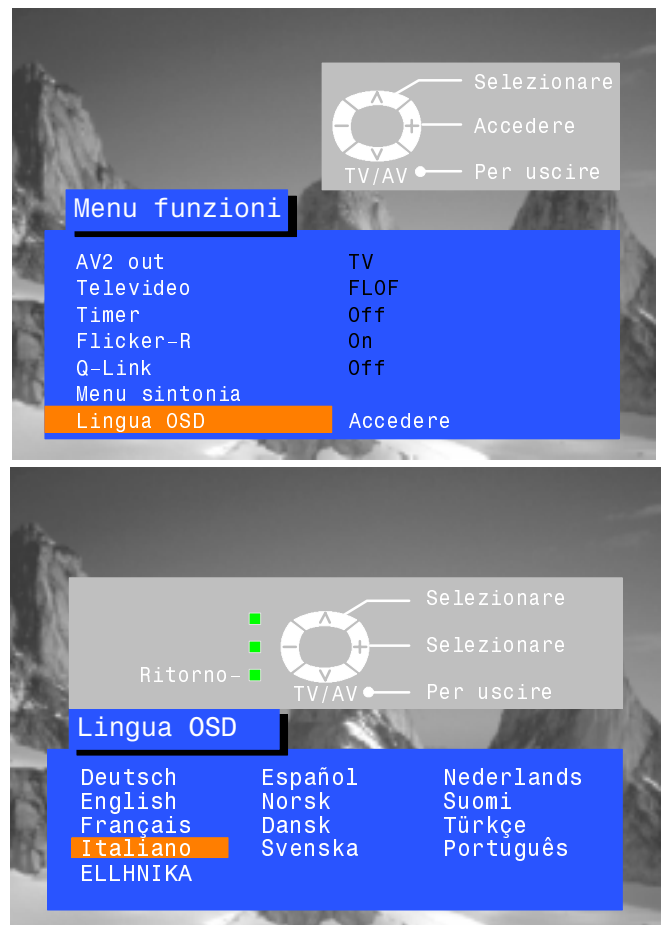 Selezionare
Accedere
TV/AV Per uscire
Menu funzioni
AV2 out TV
Televideo FLOF
Timer Off
Flicker-R On
Q-Link Off
Menu sintonia
Lingua OSD Accedere
Selezionare
Selezionare
Ritorno-
TV/AV Per uscire
Lingua OSD
Deutsch Español Nederlands
English Norsk Suomi
Français Dansk Türkçe
Italiano Svenska Português
ELLHNIKA